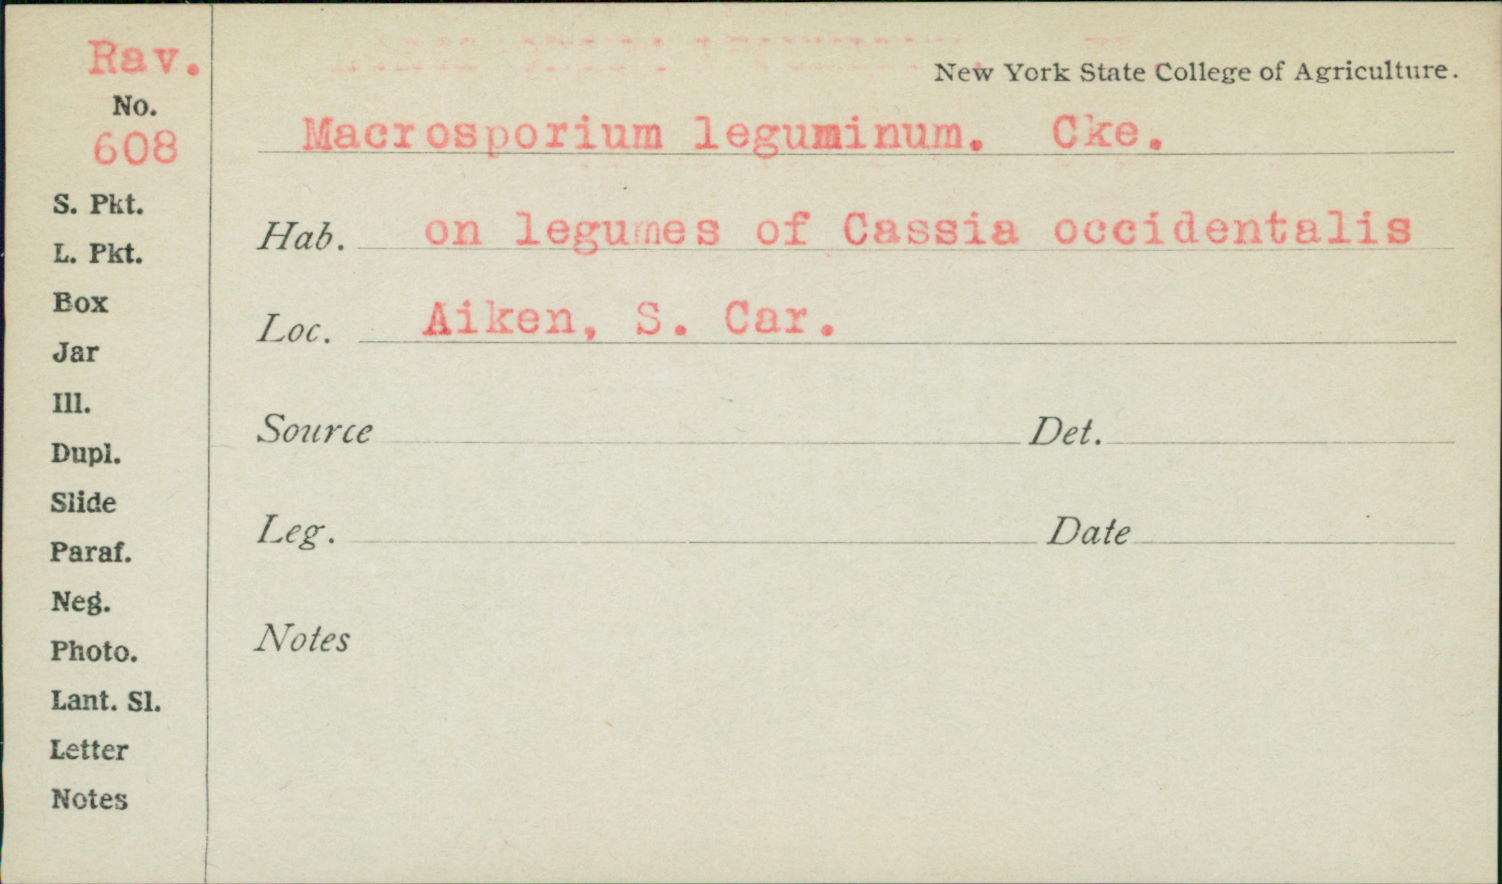 Rav.
No.
608
S. Pkt.
L. Pkt.
Box
Jar
Ill.
Dupl.
Slide
Paraf.
Neg.
Photo.
Lant. Sl.
Letter
Notes
New York State College of Agriculture.
Macrosporium leguminum. Cke.
Hab. on legumes of Cassia occidentalis
Loc. Aiken, S. Car.
Source Det.
Leg. Date
Notes